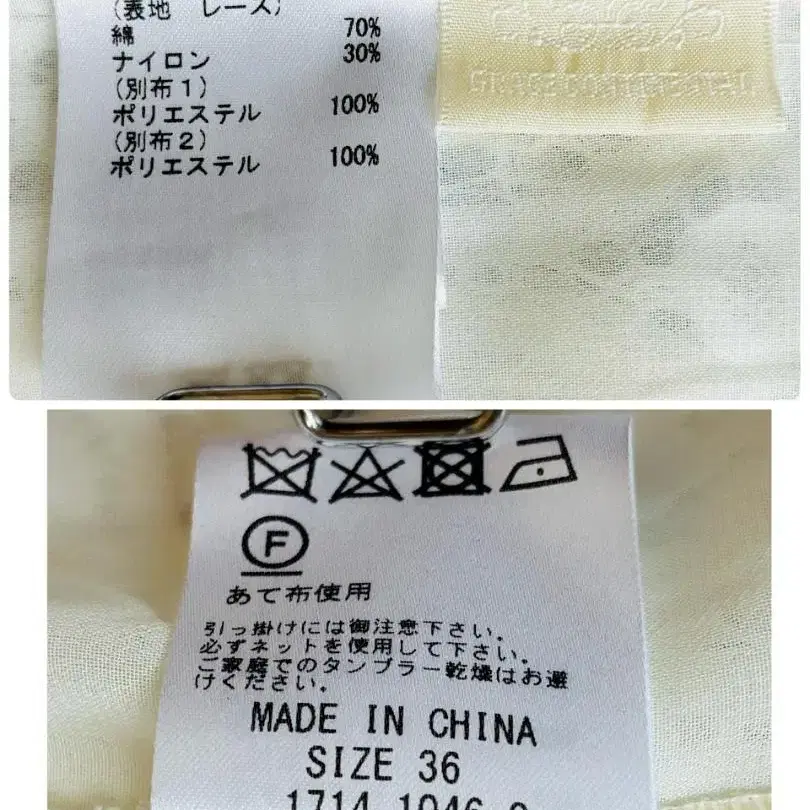 (表地 レース)
綿 70%
ナイロン 30%
(別布1)
ポリエステル 100%
(別布2)
ポリエステル 100%
F
あて布使用
引っ掛けには御注意下さい。
必ずネットを使用して下さい。
ご家庭でのタンブラー乾燥はお避
けください。
MADE IN CHINA
SIZE 36